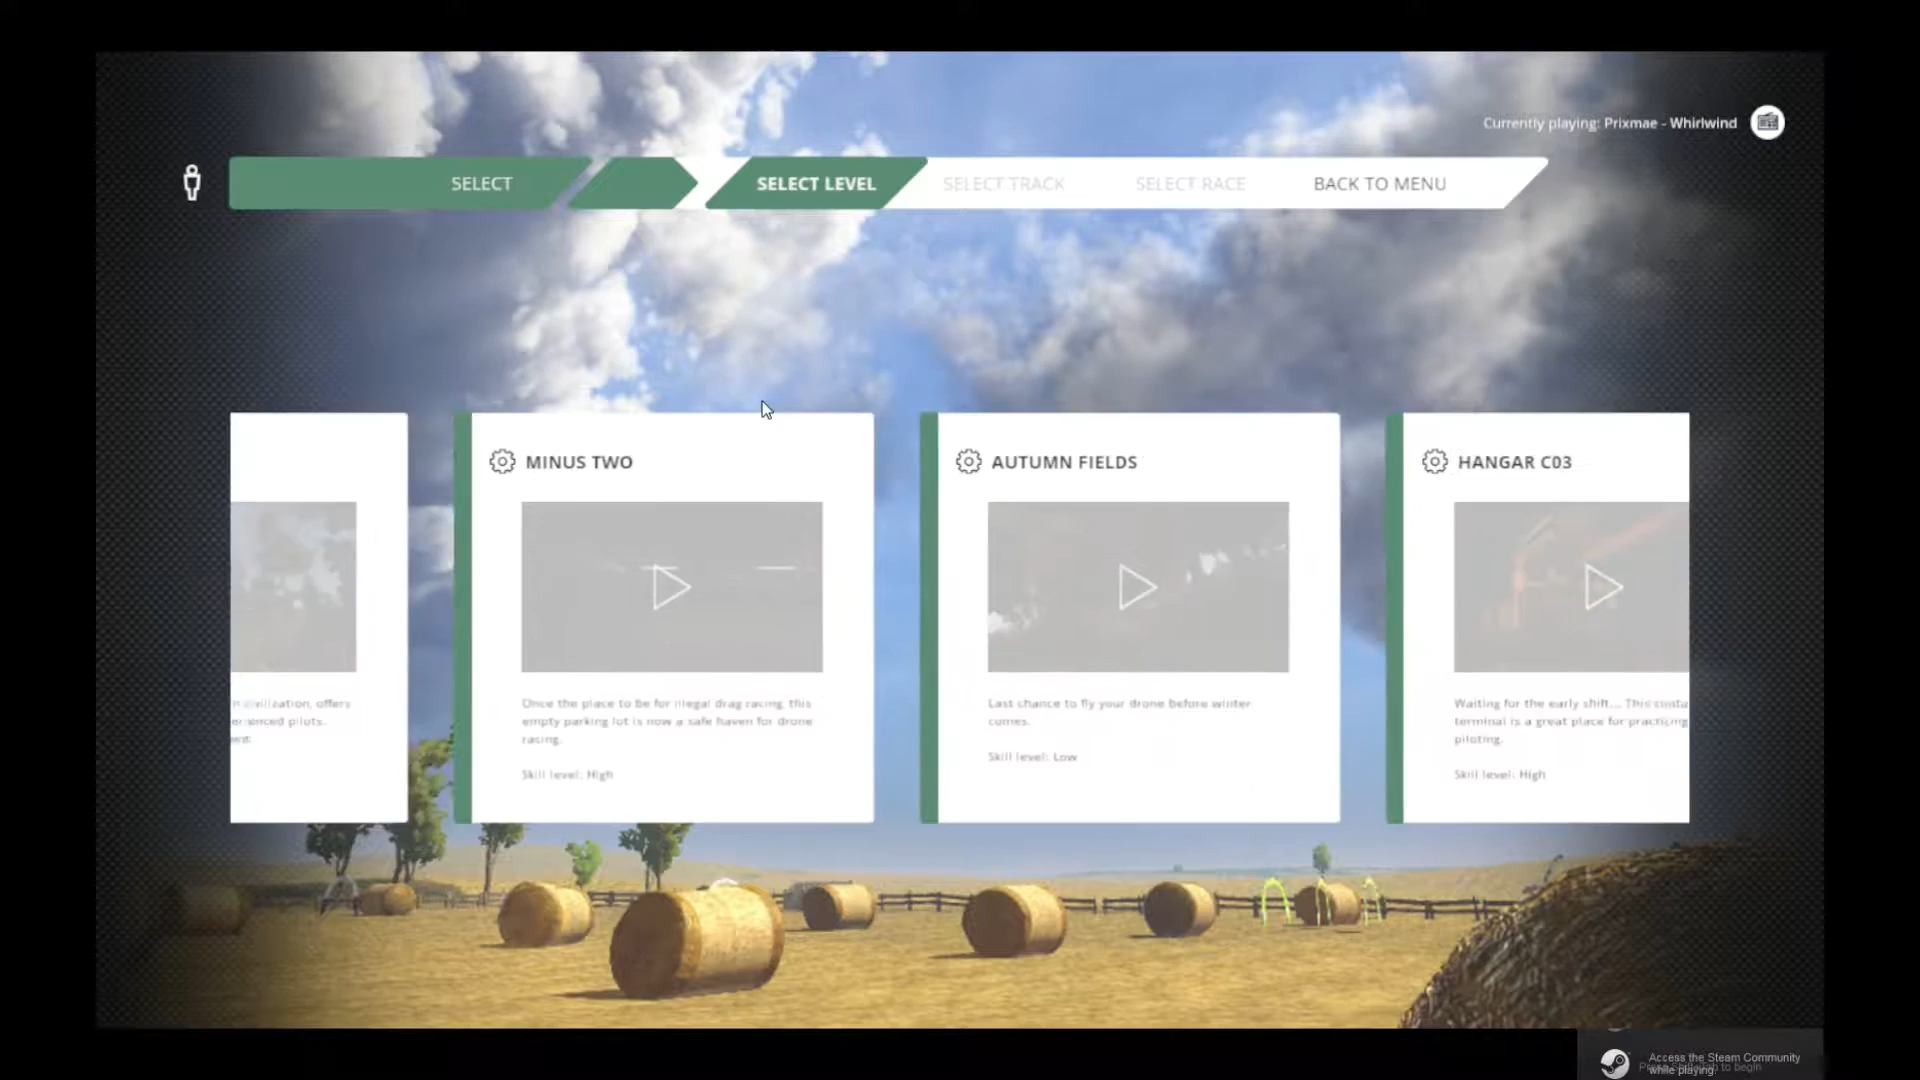 Currently playing: Prixmae - Whirlwind
SELECT
SELECT LEVEL
SELECT TRACK
SELECT RACE
BACK TO MENU
civilization, offers
pilots.
MINUS TWO
Once the place to be for illegal drag racing, this
empty parking lot is now a safe haven for drone
racing.
Skill level: High
AUTUMN FIELDS
Last chance to fly your drone before winter
comes.
Skill level: Low
HANGAR C03
Waiting for the early shift... This
terminal is a great place for practicing
piloting.
Skill level: High
Access the Steam Community
while playing.